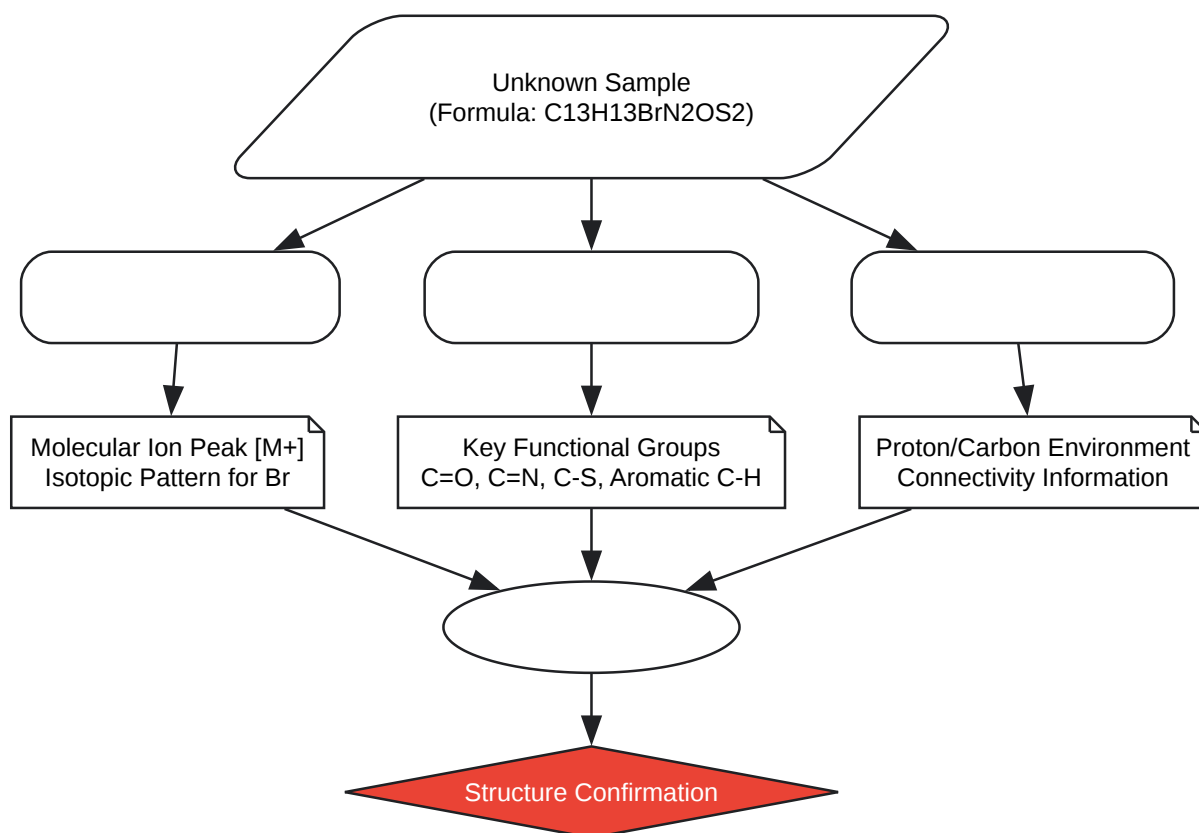 Unknown Sample
(Formula: C13H13BrN2OS2)
Molecular Ion Peak [M+]
Isotopic Pattern for Br
Key Functional Groups
C=O, C=N, C-S, Aromatic C-H
Proton/Carbon Environment
Connectivity Information
Structure Confirmation